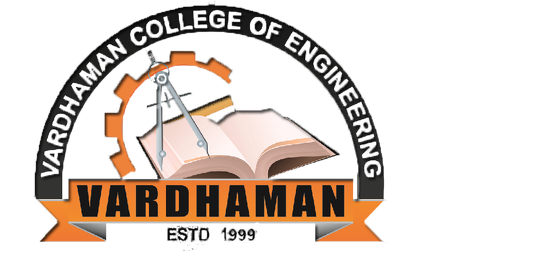 VARDHAMAN COLLEGE OF ENGINEERING
VARDHAMAN
ESTD 1999